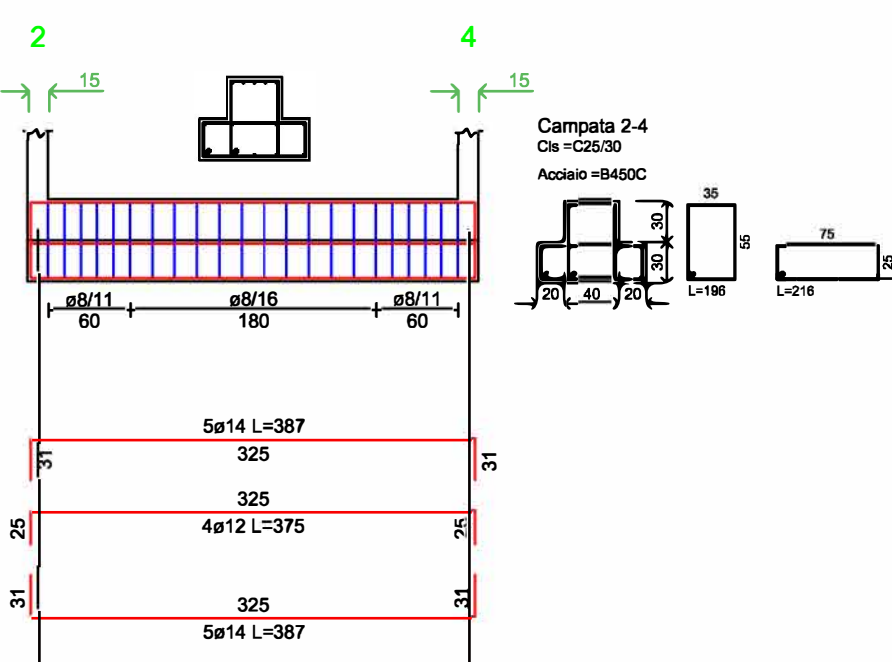 2
4
15
15
Campata 2-4
Cls =C25/30
Acciaio =B450C
35
30
55
75
30
25
20
40
20
L=196
L=216
ø8/11
ø8/16
ø8/11
60
180
60
5ø14 L=387
325
31
31
325
25
4ø12 L=375
25
31
325
31
5ø14 L=387